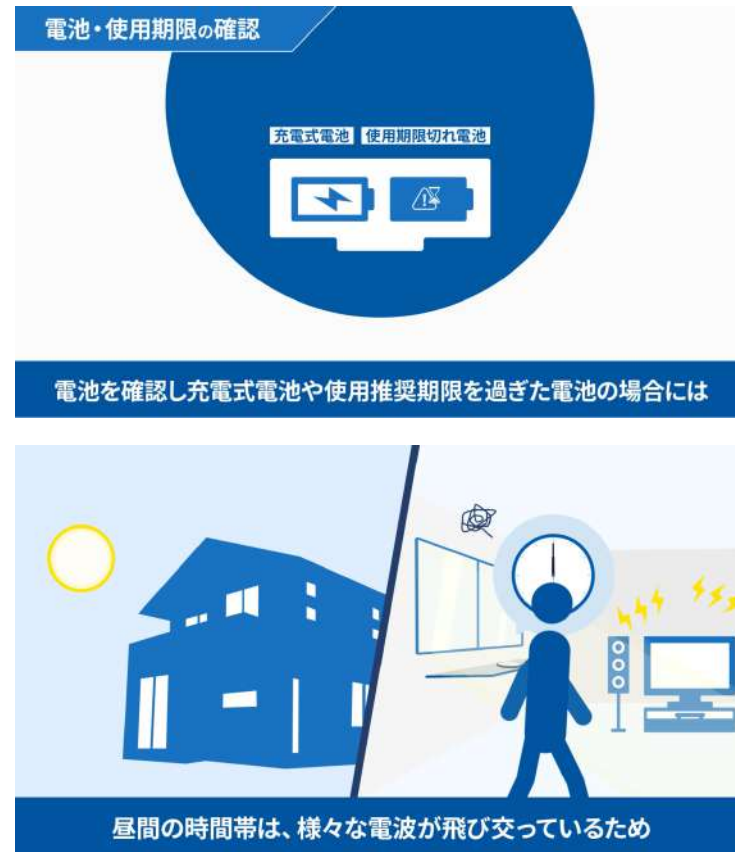 電池・使用期限の確認
充電式電池 使用期限切れ電池
電池を確認し充電式電池や使用推奨期限を過ぎた電池の場合には
昼間の時間帯は、様々な電波が飛び交っているため